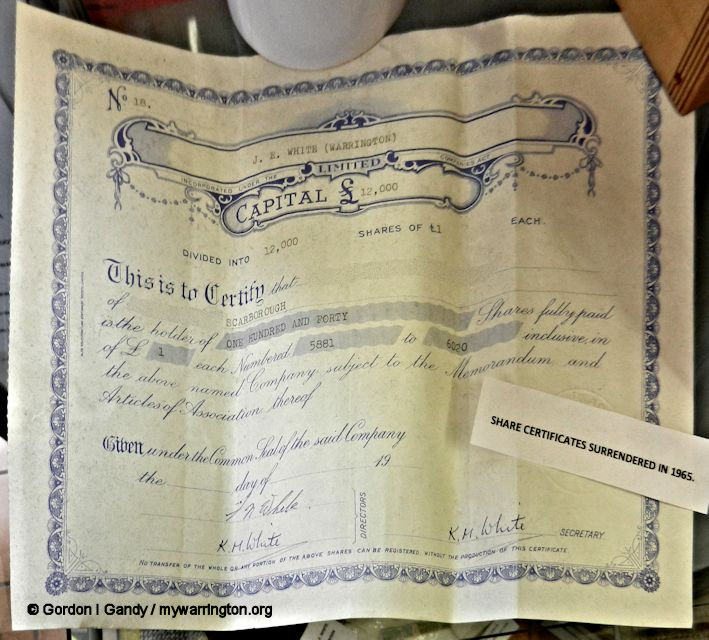 No 18.
J. E. WHITE (WARRINGTON)
LIMITED
INCORPORATED UNDER THE COMPANIES ACT
CAPITAL £ 12,000
DIVIDED INTO 12,000 SHARES OF £1 EACH.
This is to Certify that
of SCARBOROUGH
is the holder of ONE HUNDRED AND FORTY Shares fully paid
of £ 1 each Numbered 5881 to 6020 inclusive, in
the above named Company, subject to the Memorandum and
Articles of Association thereof
Given under the Common Seal of the said Company
the day of 19
K.M. White
DIRECTORS.
K.M. White SECRETARY
NO TRANSFER OF THE WHOLE OR ANY PORTION OF THE ABOVE SHARES CAN BE REGISTERED, WITHOUT THE PRODUCTION OF THIS CERTIFICATE.
SHARE CERTIFICATES SURRENDERED IN 1965.
© Gordon I Gandy / mywarrington.org